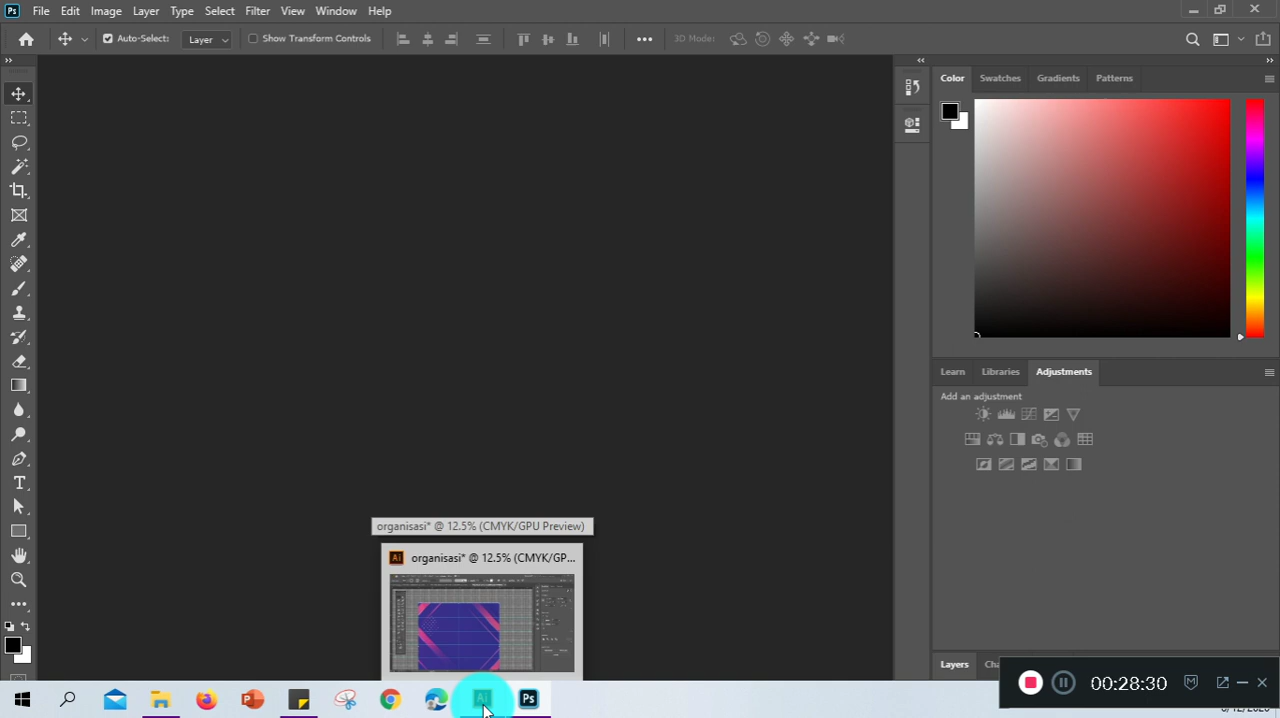 Ps File Edit Image Layer Type Select Filter View Window Help
Auto-Select: Layer Show Transform Controls 3D Mode:
Color Swatches Gradients Patterns
Learn Libraries Adjustments
Add an adjustment
organisasi* @ 12.5% (CMYK/GPU Preview)
Ai organisasi* @ 12.5% (CMYK/GP...
Layers
00:28:30
Ai Ps